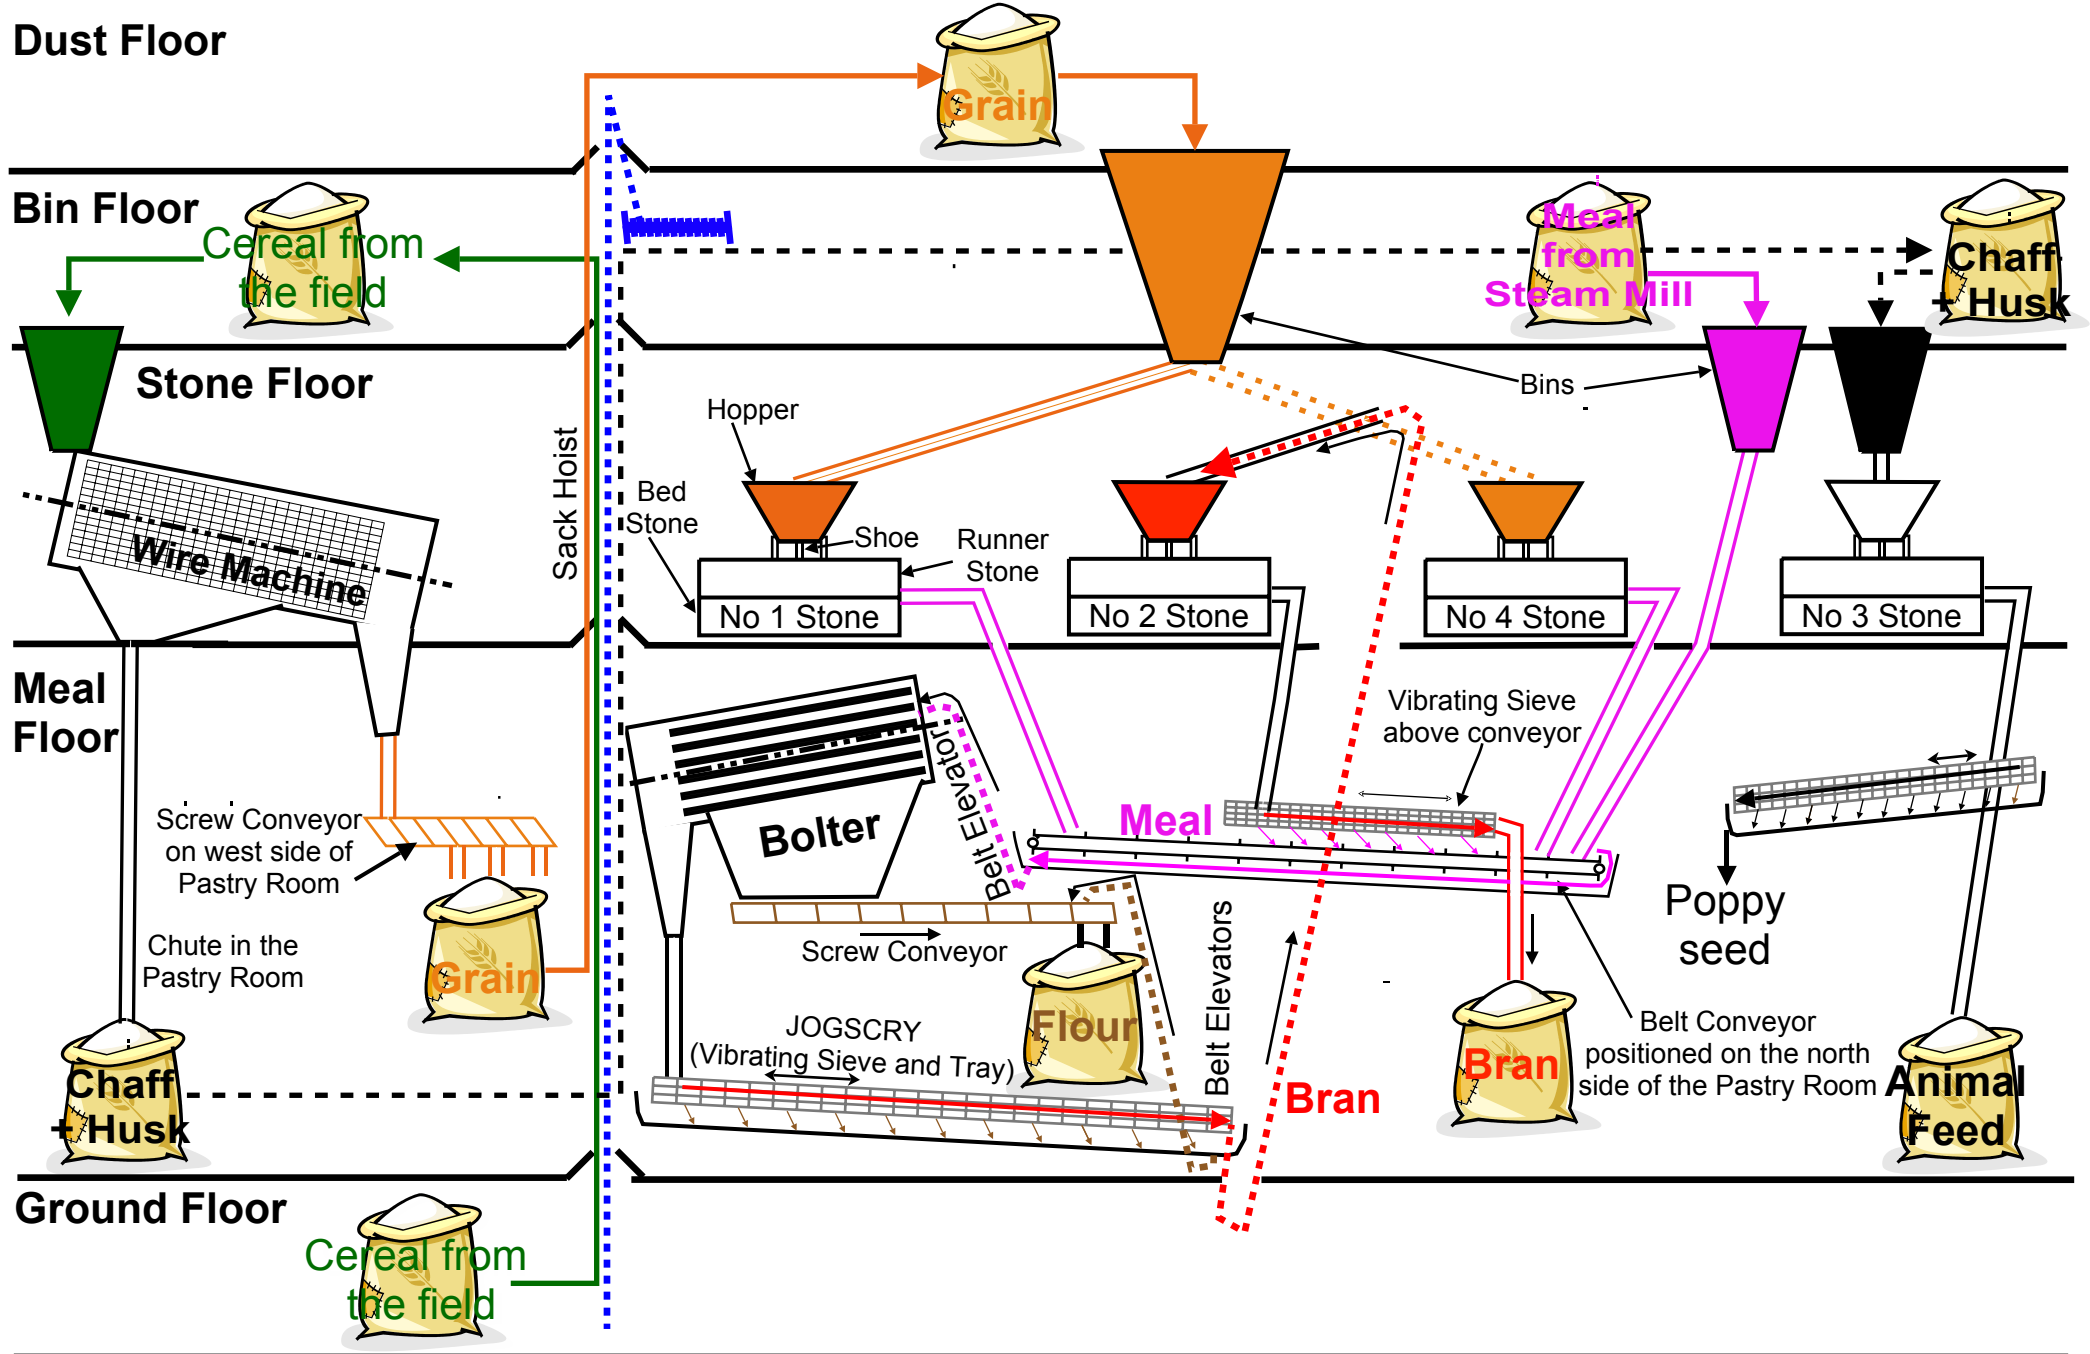 Dust Floor
Grain
Bin Floor
Cereal from
the field
Meal
from
Steam Mill
Chaff
+ Husk
Stone Floor
Bins
Hopper
Sack Hoist
Bed
Stone
Shoe
Runner
Stone
Wire Machine
No 1 Stone
No 2 Stone
No 4 Stone
No 3 Stone
Meal
Floor
Vibrating Sieve
above conveyor
Belt Elevator
Meal
Bolter
Screw Conveyor
on west side of
Pastry Room
Poppy
seed
Chute in the
Pastry Room
Grain
Screw Conveyor
Belt Elevators
Flour
JOGSCRY
(Vibrating Sieve and Tray)
Bran
Bran
Belt Conveyor
positioned on the north
side of the Pastry Room
Animal
Feed
Chaff
+ Husk
Ground Floor
Cereal from
the field